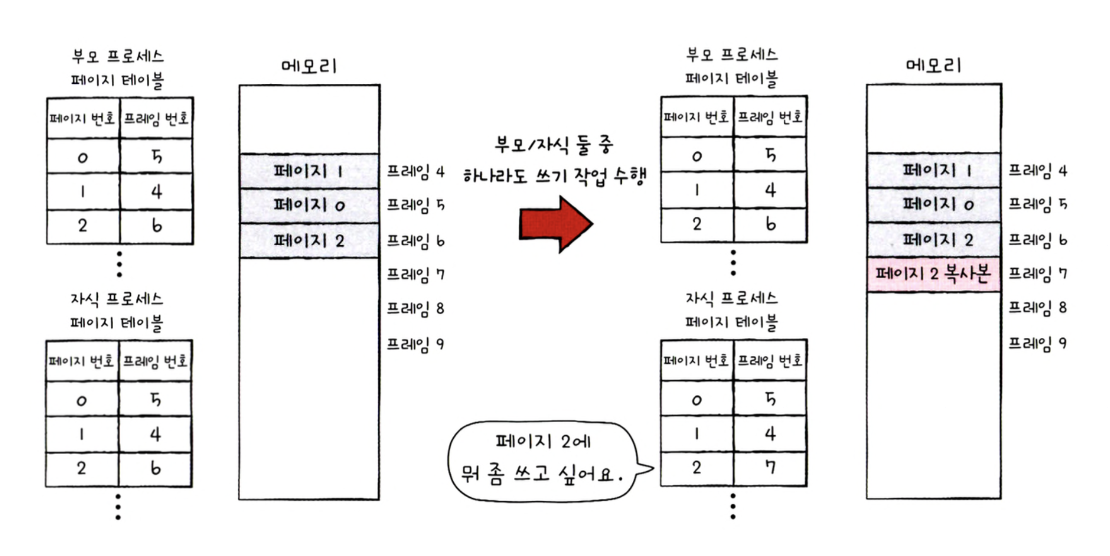 부모 프로세스
페이지 테이블
페이지 번호 프레임 번호
0 5
1 4
2 6
자식 프로세스
페이지 테이블
페이지 번호 프레임 번호
0 5
1 4
2 6
메모리
페이지 1 프레임 4
페이지 0 프레임 5
페이지 2 프레임 6
프레임 7
프레임 8
프레임 9
부모/자식 둘 중
하나라도 쓰기 작업 수행
부모 프로세스
페이지 테이블
페이지 번호 프레임 번호
0 5
1 4
2 6
자식 프로세스
페이지 테이블
페이지 번호 프레임 번호
0 5
1 4
2 7
페이지 2에
뭐 좀 쓰고 싶어요.
메모리
페이지 1 프레임 4
페이지 0 프레임 5
페이지 2 프레임 6
페이지 2 복사본 프레임 7
프레임 8
프레임 9